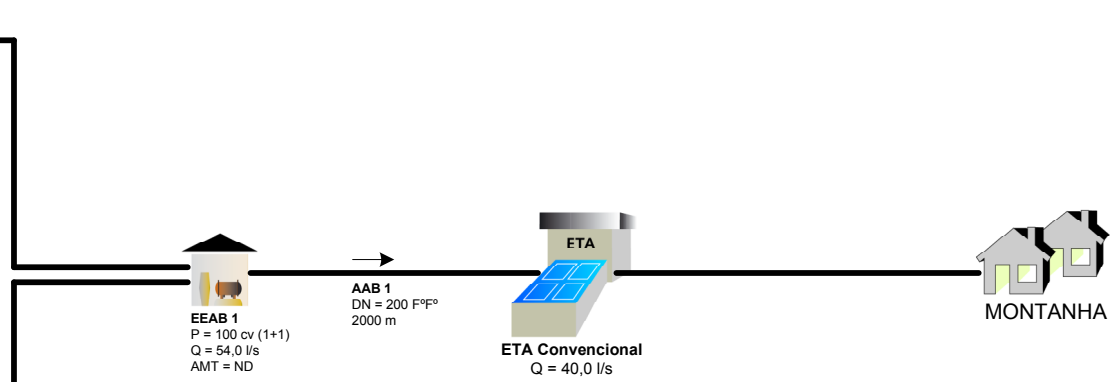 ETA
EEAB 1
P = 100 cv (1+1)
Q = 54,0 l/s
AMT = ND
AAB 1
DN = 200 FºFº
2000 m
ETA Convencional
Q = 40,0 l/s
MONTANHA